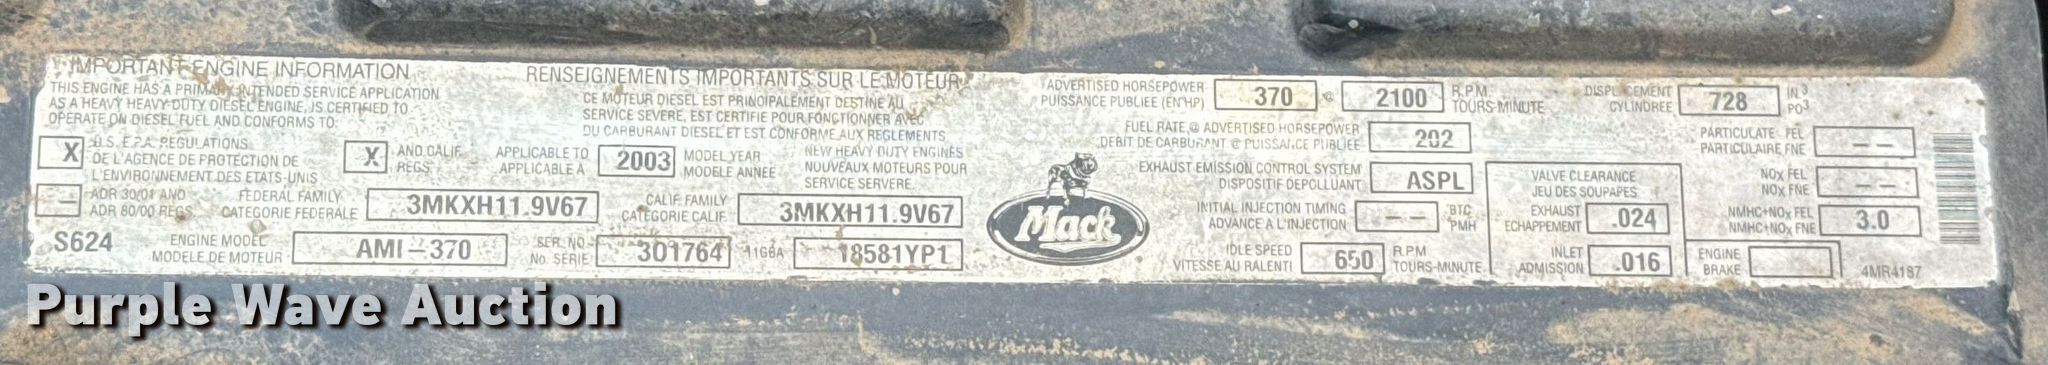 IMPORTANT ENGINE INFORMATION
THIS ENGINE HAS A PRIMARY INTENDED SERVICE APPLICATION
AS A HEAVY HEAVY-DUTY DIESEL ENGINE, IS CERTIFIED TO
OPERATE ON DIESEL FUEL AND CONFORMS TO:
RENSEIGNEMENTS IMPORTANTS SUR LE MOTEUR
CE MOTEUR DIESEL EST PRINCIPALEMENT DESTINE AU
SERVICE SEVERE, EST CERTIFIE POUR FONCTIONNER AVEC
DU CARBURANT DIESEL ET EST CONFORME AUX REGLEMENTS
X U.S. E.P.A. REGULATIONS
DE L'AGENCE DE PROTECTION DE
L'ENVIRONNEMENT DES ETATS-UNIS
X AND CALIF.
REGS.
APPLICABLE TO
APPLICABLE A
2003
MODEL YEAR
MODELE ANNEE
NEW HEAVY DUTY ENGINES
NOUVEAUX MOTEURS POUR
SERVICE SERVERE.
– ADR 30/01 AND
ADR 80/00 REGS.
FEDERAL FAMILY
CATEGORIE FEDERALE
3MKXH11.9V67
CALIF. FAMILY
CATEGORIE CALIF.
3MKXH11.9V67
S624
ENGINE MODEL
MODELE DE MOTEUR
AMI-370
SER. NO.
No. SERIE
301764
11GBA
18581YP1
Mack
ADVERTISED HORSEPOWER
PUISSANCE PUBLIEE (EN HP)
370 @ 2100
R.P.M.
TOURS-MINUTE
DISPLACEMENT
CYLINDREE
728
IN.³
PO³
FUEL RATE @ ADVERTISED HORSEPOWER
DEBIT DE CARBURANT @ PUISSANCE PUBLIEE
202
PARTICULATE FEL
PARTICULAIRE FNE
– –
EXHAUST EMISSION CONTROL SYSTEM
DISPOSITIF DEPOLLUANT
ASPL
VALVE CLEARANCE
JEU DES SOUPAPES
NOx FEL
NOx FNE
– –
INITIAL INJECTION TIMING
ADVANCE A L'INJECTION
– –
BTC
PMH
EXHAUST
ECHAPPEMENT
.024
NMHC+NOx FEL
NMHC+NOx FNE
3.0
IDLE SPEED
VITESSE AU RALENTI
650
R.P.M
TOURS-MINUTE
INLET
ADMISSION
.016
ENGINE
BRAKE
4MR4187
Purple Wave Auction